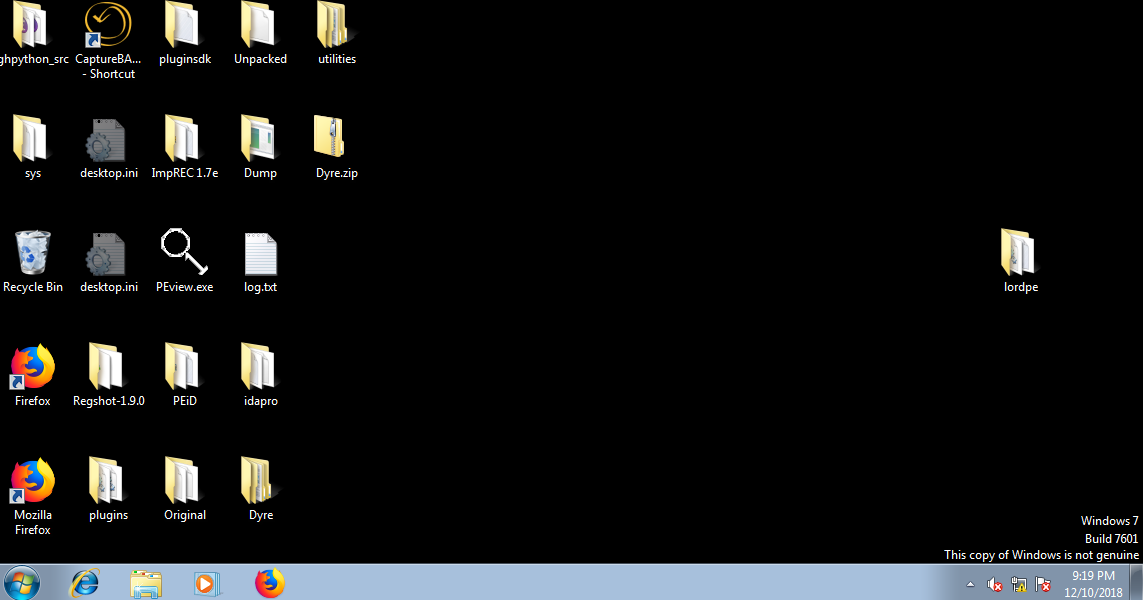 ghpython_src
CaptureBA...
- Shortcut
pluginsdk
Unpacked
utilities
sys
desktop.ini
ImpREC 1.7e
Dump
Dyre.zip
Recycle Bin
desktop.ini
PEview.exe
log.txt
lordpe
Firefox
Regshot-1.9.0
PEiD
idapro
Mozilla
Firefox
plugins
Original
Dyre
Windows 7
Build 7601
This copy of Windows is not genuine
9:19 PM
12/10/2018